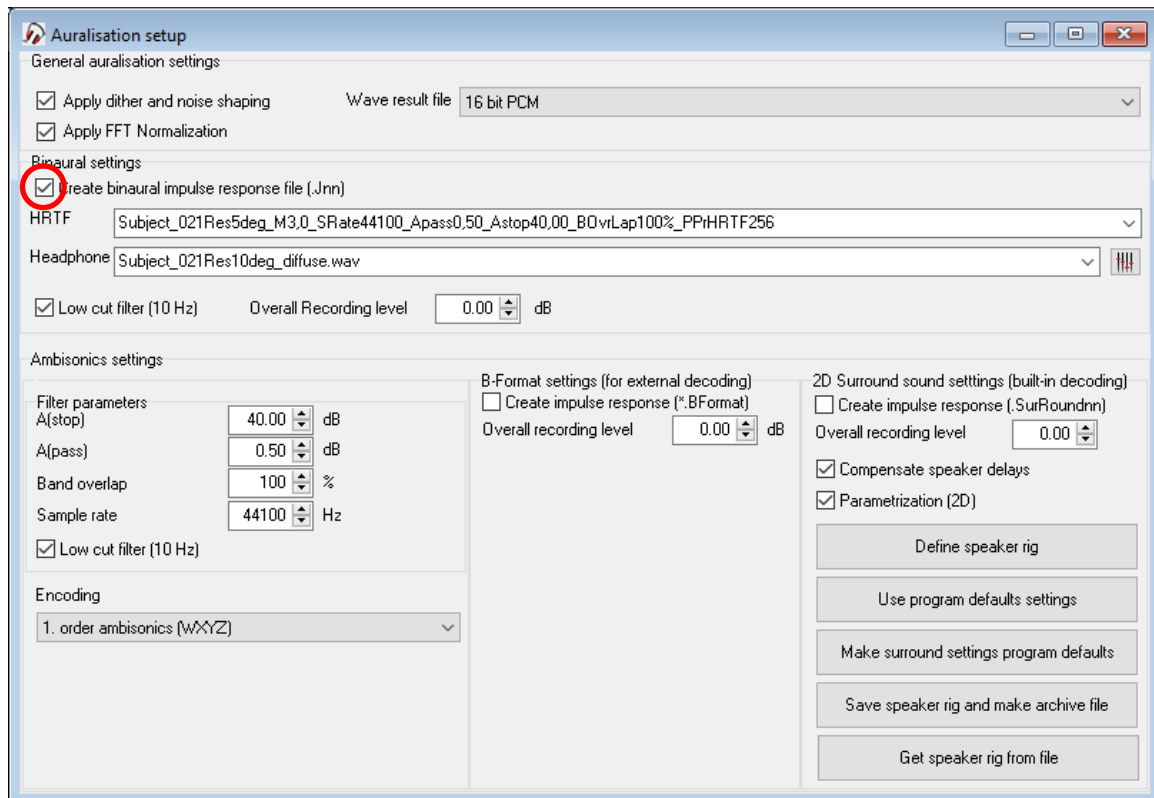 Auralisation setup
General auralisation settings
Apply dither and noise shaping
Wave result file
16 bit PCM
Apply FFT Normalization
Binaural settings
Create binaural impulse response file (.Jnn)
HRTF
Subject_021Res5deg_M3,0_SRate44100_Apass0,50_Astop40,00_BOvrLap100%_PPrHRTF256
Headphone
Subject_021Res10deg_diffuse.wav
Low cut filter (10 Hz)
Overall Recording level
0.00
dB
Ambisonics settings
Filter parameters
A(stop)
40.00
dB
A(pass)
0.50
dB
Band overlap
100
%
Sample rate
44100
Hz
Low cut filter (10 Hz)
Encoding
1. order ambisonics (WXYZ)
B-Format settings (for external decoding)
Create impulse response (*.BFormat)
Overall recording level
0.00
dB
2D Surround sound setttings (built-in decoding)
Create impulse response (.SurRoundnn)
Overall recording level
0.00
Compensate speaker delays
Parametrization (2D)
Define speaker rig
Use program defaults settings
Make surround settings program defaults
Save speaker rig and make archive file
Get speaker rig from file